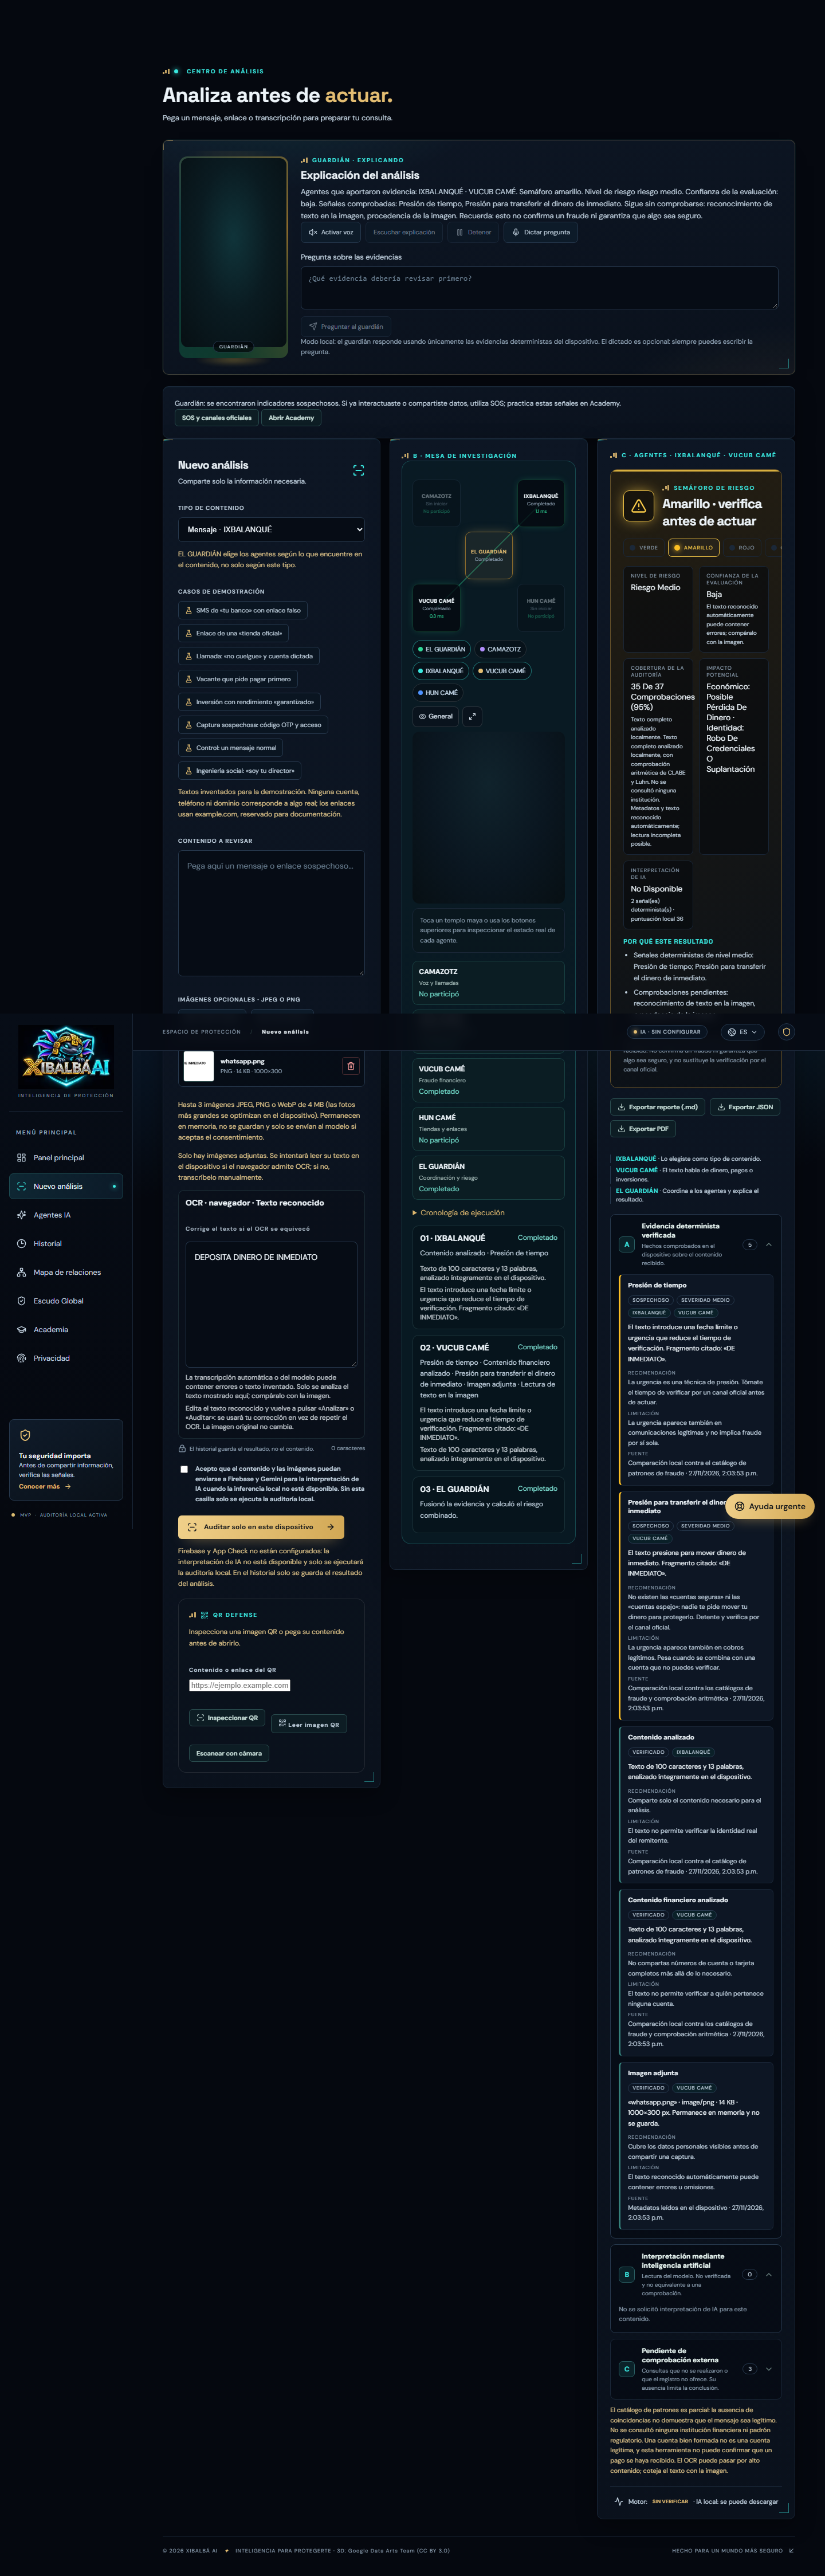 CENTRO DE ANÁLISIS
Analiza antes de actuar.
Pega un mensaje, enlace o transcripción para preparar tu consulta.
GUARDIÁN
GUARDIÁN · EXPLICANDO
Explicación del análisis
Agentes que aportaron evidencia: IXBALANQUÉ · VUCUB CAMÉ. Semáforo amarillo. Nivel de riesgo riesgo medio. Confianza de la evaluación:
baja. Señales comprobadas: Presión de tiempo, Presión para transferir el dinero de inmediato. Sigue sin comprobarse: reconocimiento de
texto en la imagen, procedencia de la imagen. Recuerda: esto no confirma un fraude ni garantiza que algo sea seguro.
Activar voz
Escuchar explicación
Detener
Dictar pregunta
Pregunta sobre las evidencias
¿Qué evidencia debería revisar primero?
Preguntar al guardián
Modo local: el guardián responde usando únicamente las evidencias deterministas del dispositivo. El dictado es opcional: siempre puedes escribir la
pregunta.
Guardián: se encontraron indicadores sospechosos. Si ya interactuaste o compartiste datos, utiliza SOS; practica estas señales en Academy.
SOS y canales oficiales
Abrir Academy
Nuevo análisis
Comparte solo la información necesaria.
TIPO DE CONTENIDO
Mensaje · IXBALANQUÉ
EL GUARDIÁN elige los agentes según lo que encuentre en
el contenido, no solo según este tipo.
CASOS DE DEMOSTRACIÓN
SMS de «tu banco» con enlace falso
Enlace de una «tienda oficial»
Llamada: «no cuelgue» y cuenta dictada
Vacante que pide pagar primero
Inversión con rendimiento «garantizado»
Captura sospechosa: código OTP y acceso
Control: un mensaje normal
Ingeniería social: «soy tu director»
Textos inventados para la demostración. Ninguna cuenta,
teléfono ni dominio corresponde a algo real; los enlaces
usan example.com, reservado para documentación.
CONTENIDO A REVISAR
Pega aquí un mensaje o enlace sospechoso...
IMÁGENES OPCIONALES · JPEG O PNG
whatsapp.png
PNG · 14 KB · 1000×300
Hasta 3 imágenes JPEG, PNG o WebP de 4 MB (las fotos
más grandes se optimizan en el dispositivo). Permanecen
en memoria, no se guardan y solo se envían al modelo si
aceptas el consentimiento.
Solo hay imágenes adjuntas. Se intentará leer su texto en
el dispositivo si el navegador admite OCR; si no,
transcríbelo manualmente.
OCR · navegador · Texto reconocido
Corrige el texto si el OCR se equivocó
DEPOSITA DINERO DE INMEDIATO
La transcripción automática o del modelo puede
contener errores o texto inventado. Solo se analiza el
texto mostrado aquí; compáralo con la imagen.
Edita el texto reconocido y vuelve a pulsar «Analizar» o
«Auditar»: se usará tu corrección en vez de repetir el
OCR. La imagen original no cambia.
El historial guarda el resultado, no el contenido.
0 caracteres
Acepto que el contenido y las imágenes puedan
enviarse a Firebase y Gemini para la interpretación de
IA cuando la inferencia local no esté disponible. Sin esta
casilla solo se ejecuta la auditoría local.
Auditar solo en este dispositivo
Firebase y App Check no están configurados: la
interpretación de IA no está disponible y solo se ejecutará
la auditoría local. En el historial solo se guarda el resultado
del análisis.
QR DEFENSE
Inspecciona una imagen QR o pega su contenido
antes de abrirlo.
Contenido o enlace del QR
https://ejemplo.example.com
Inspeccionar QR
Leer imagen QR
Escanear con cámara
B · MESA DE INVESTIGACIÓN
CAMAZOTZ
Sin iniciar
No participó
IXBALANQUÉ
Completado
1.1 ms
EL GUARDIÁN
Completado
VUCUB CAMÉ
Completado
0.3 ms
HUN CAMÉ
Sin iniciar
No participó
EL GUARDIÁN
CAMAZOTZ
IXBALANQUÉ
VUCUB CAMÉ
HUN CAMÉ
General
Toca un templo maya o usa los botones
superiores para inspeccionar el estado real de
cada agente.
CAMAZOTZ
Voz y llamadas
No participó
VUCUB CAMÉ
Fraude financiero
Completado
HUN CAMÉ
Tiendas y enlaces
No participó
EL GUARDIÁN
Coordinación y riesgo
Completado
Cronología de ejecución
01 · IXBALANQUÉ
Completado
Contenido analizado · Presión de tiempo
Texto de 100 caracteres y 13 palabras,
analizado íntegramente en el dispositivo.
El texto introduce una fecha límite o
urgencia que reduce el tiempo de
verificación. Fragmento citado: «DE
INMEDIATO».
02 · VUCUB CAMÉ
Completado
Presión de tiempo · Contenido financiero
analizado · Presión para transferir el dinero
de inmediato · Imagen adjunta · Lectura de
texto en la imagen
El texto introduce una fecha límite o
urgencia que reduce el tiempo de
verificación. Fragmento citado: «DE
INMEDIATO».
Texto de 100 caracteres y 13 palabras,
analizado íntegramente en el dispositivo.
03 · EL GUARDIÁN
Completado
Fusionó la evidencia y calculó el riesgo
combinado.
C · AGENTES · IXBALANQUÉ · VUCUB CAMÉ
SEMÁFORO DE RIESGO
Amarillo · verifica
antes de actuar
VERDE
AMARILLO
ROJO
NIVEL DE RIESGO
Riesgo Medio
CONFIANZA DE LA
EVALUACIÓN
Baja
El texto reconocido
automáticamente
puede contener
errores; compáralo
con la imagen.
COBERTURA DE LA
AUDITORÍA
35 De 37
Comprobaciones
(95%)
Texto completo
analizado
localmente. Texto
completo analizado
localmente, con
comprobación
aritmética de CLABE
y Luhn. No se
consultó ninguna
institución.
Metadatos y texto
reconocido
automáticamente;
lectura incompleta
posible.
IMPACTO
POTENCIAL
Económico:
Posible
Pérdida De
Dinero ·
Identidad:
Robo De
Credenciales
O
Suplantación
INTERPRETACIÓN
DE IA
No Disponible
2 señal(es)
determinista(s) ·
puntuación local 36
POR QUÉ ESTE RESULTADO
Señales deterministas de nivel medio:
Presión de tiempo; Presión para transferir
el dinero de inmediato.
Comprobaciones pendientes:
reconocimiento de texto en la imagen,
fraude, no garantiza que algo
sea seguro, y no sustituye la verificación por el
canal oficial.
Exportar reporte (.md)
Exportar JSON
Exportar PDF
IXBALANQUÉ · Lo elegiste como tipo de contenido.
VUCUB CAMÉ · El texto habla de dinero, pagos o
inversiones.
EL GUARDIÁN · Coordina a los agentes y explica el
resultado.
A
Evidencia determinista
verificada
Hechos comprobados en el
dispositivo sobre el contenido
recibido.
5
Presión de tiempo
SOSPECHOSO
SEVERIDAD MEDIO
IXBALANQUÉ
VUCUB CAMÉ
El texto introduce una fecha límite o
urgencia que reduce el tiempo de
verificación. Fragmento citado: «DE
INMEDIATO».
RECOMENDACIÓN
La urgencia es una técnica de presión. Tómate
el tiempo de verificar por un canal oficial antes
de actuar.
LIMITACIÓN
La urgencia aparece también en
comunicaciones legítimas y no implica fraude
por sí sola.
FUENTE
Comparación local contra el catálogo de
patrones de fraude · 27/11/2026, 2:03:53 p.m.
Presión para transferir el diner
inmediato
SOSPECHOSO
SEVERIDAD MEDIO
VUCUB CAMÉ
El texto presiona para mover dinero de
inmediato. Fragmento citado: «DE
INMEDIATO».
RECOMENDACIÓN
No existen las «cuentas seguras» ni las
«cuentas espejo»: nadie te pide mover tu
dinero para protegerlo. Detente y verifica por
el canal oficial.
LIMITACIÓN
La urgencia aparece también en cobros
legítimos. Pesa cuando se combina con una
cuenta que no puedes verificar.
FUENTE
Comparación local contra los catálogos de
fraude y comprobación aritmética · 27/11/2026,
2:03:53 p.m.
Contenido analizado
VERIFICADO
IXBALANQUÉ
Texto de 100 caracteres y 13 palabras,
analizado íntegramente en el dispositivo.
RECOMENDACIÓN
Comparte solo el contenido necesario para el
análisis.
LIMITACIÓN
El texto no permite verificar la identidad real
del remitente.
FUENTE
Comparación local contra el catálogo de
patrones de fraude · 27/11/2026, 2:03:53 p.m.
Contenido financiero analizado
VERIFICADO
VUCUB CAMÉ
Texto de 100 caracteres y 13 palabras,
analizado íntegramente en el dispositivo.
RECOMENDACIÓN
No compartas números de cuenta o tarjeta
completos más allá de lo necesario.
LIMITACIÓN
El texto no permite verificar a quién pertenece
ninguna cuenta.
FUENTE
Comparación local contra los catálogos de
fraude y comprobación aritmética · 27/11/2026,
2:03:53 p.m.
Imagen adjunta
VERIFICADO
VUCUB CAMÉ
«whatsapp.png» · image/png · 14 KB ·
1000×300 px. Permanece en memoria y no
se guarda.
RECOMENDACIÓN
Cubre los datos personales visibles antes de
compartir una captura.
LIMITACIÓN
El texto reconocido automáticamente puede
contener errores u omisiones.
FUENTE
Metadatos leídos en el dispositivo · 27/11/2026,
2:03:53 p.m.
B
Interpretación mediante
inteligencia artificial
Lectura del modelo. No verificada
y no equivalente a una
comprobación.
0
No se solicitó interpretación de IA para este
contenido.
C
Pendiente de
comprobación externa
Consultas que no se realizaron o
que el registro no ofrece. Su
ausencia limita la conclusión.
3
El catálogo de patrones es parcial: la ausencia de
coincidencias no demuestra que el mensaje sea legítimo.
No se consultó ninguna institución financiera ni padrón
regulatorio. Una cuenta bien formada no es una cuenta
legítima, y esta herramienta no puede confirmar que un
pago se haya recibido. El OCR puede pasar por alto
contenido; coteja el texto con la imagen.
Motor:
SIN VERIFICAR
· IA local: se puede descargar
XIBALBÁ AI
INTELIGENCIA DE PROTECCIÓN
MENÚ PRINCIPAL
Panel principal
Nuevo análisis
Agentes IA
Historial
Mapa de relaciones
Escudo Global
Academia
Privacidad
Tu seguridad importa
Antes de compartir información,
verifica las señales.
Conocer más
MVP · AUDITORÍA LOCAL ACTIVA
ESPACIO DE PROTECCIÓN / Nuevo análisis
IA · SIN CONFIGURAR
ES
Ayuda urgente
© 2026 XIBALBÁ AI
INTELIGENCIA PARA PROTEGERTE · 3D: Google Data Arts Team (CC BY 3.0)
HECHO PARA UN MUNDO MÁS SEGURO